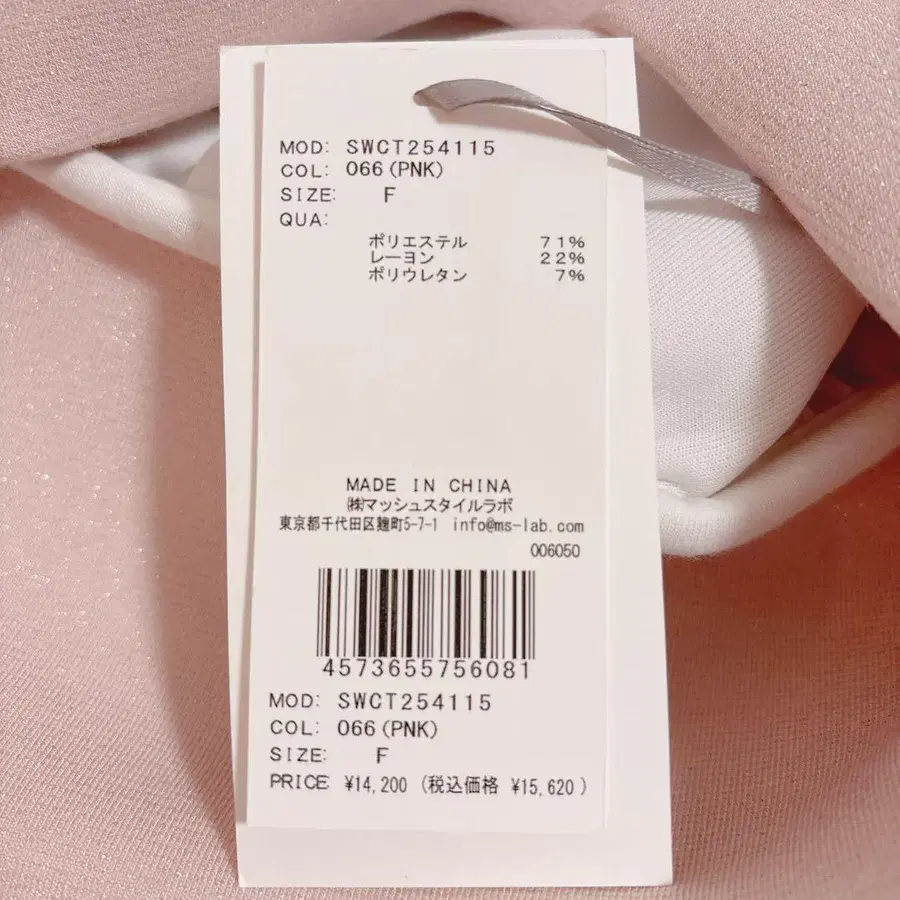 MOD: SWCT254115
COL: 066(PNK)
SIZE: F
QUA:
ポリエステル 71%
レーヨン 22%
ポリウレタン 7%
MADE IN CHINA
㈱マッシュスタイルラボ
東京都千代田区麹町5-7-1 info@ms-lab.com
006050
4573655756081
MOD: SWCT254115
COL: 066(PNK)
SIZE: F
PRICE: ¥14,200 (税込価格 ¥15,620 )